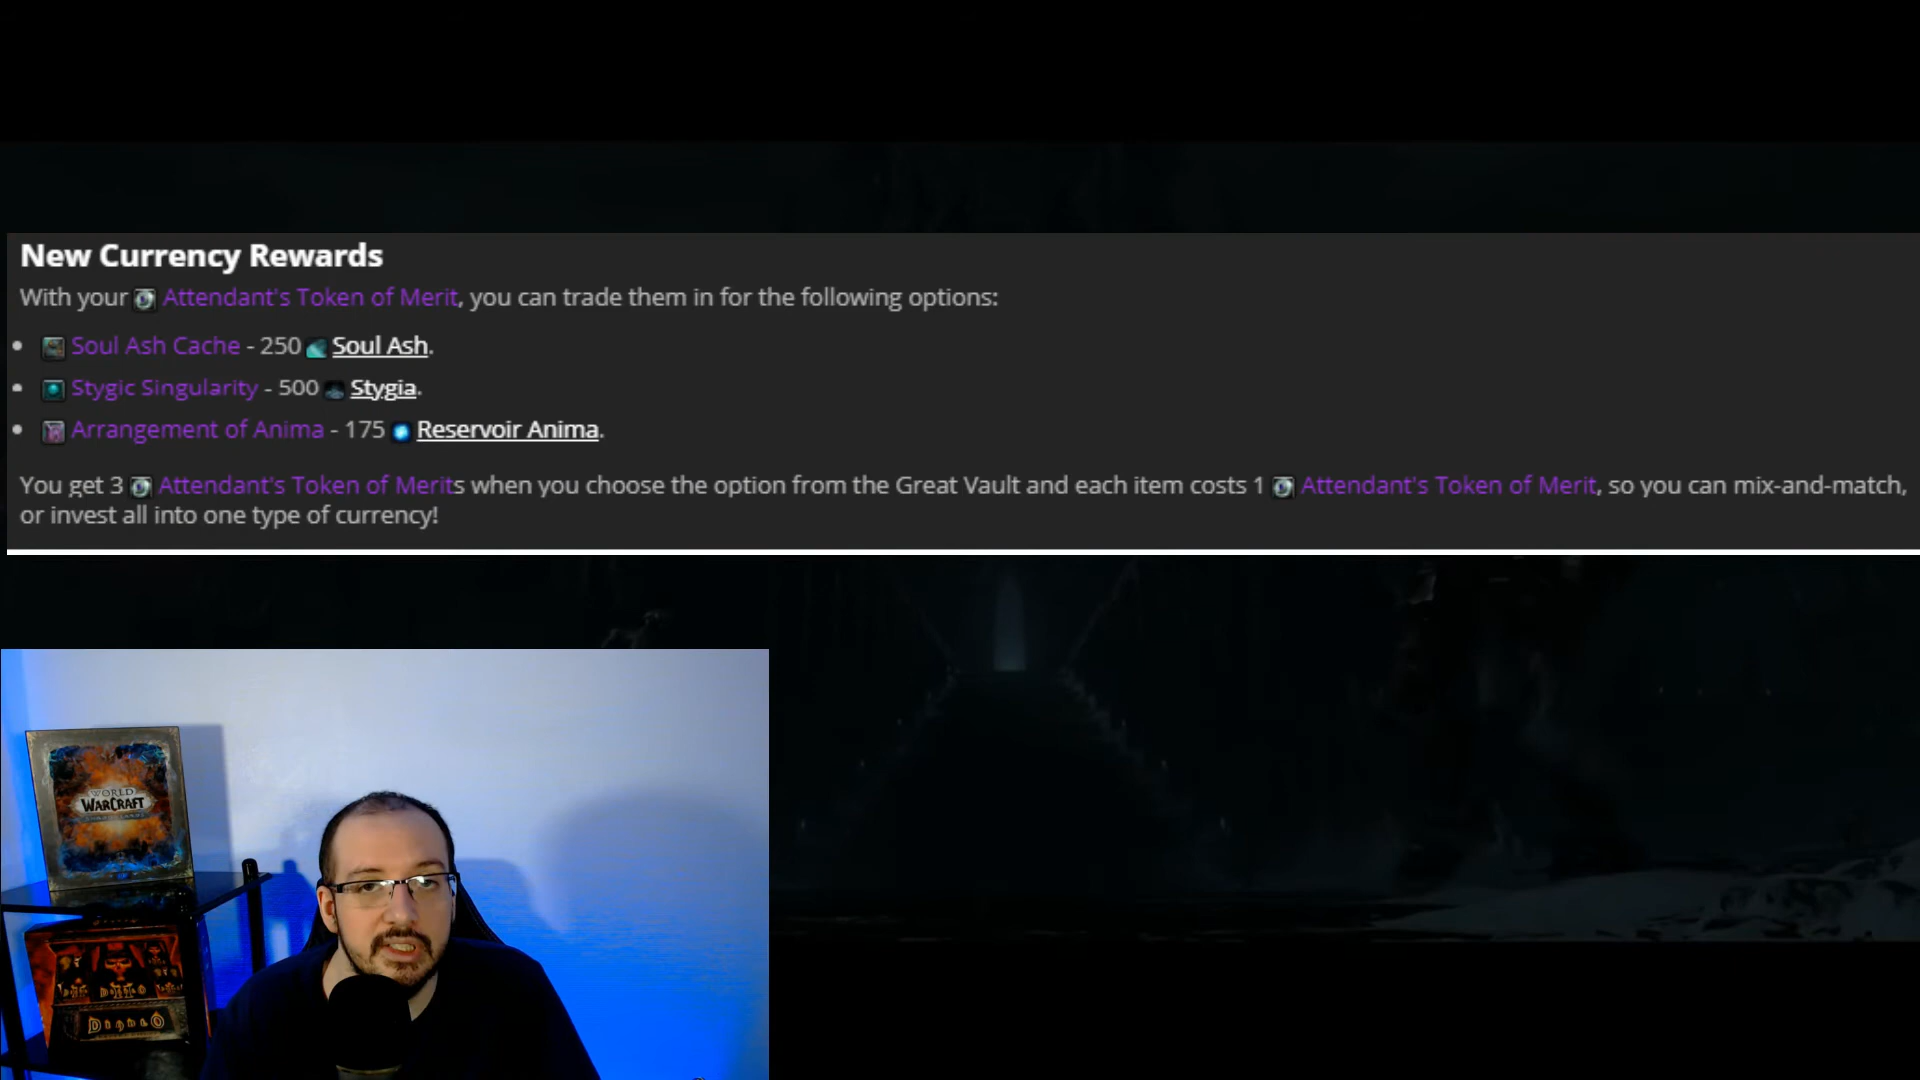 New Currency Rewards
With your Attendant's Token of Merit, you can trade them in for the following options:
• Soul Ash Cache - 250 Soul Ash.
• Stygic Singularity - 500 Stygia.
• Arrangement of Anima - 175 Reservoir Anima.
You get 3 Attendant's Token of Merits when you choose the option from the Great Vault and each item costs 1 Attendant's Token of Merit, so you can mix-and-match,
or invest all into one type of currency!
WORLD
WARCRAFT
DIABLO
DIABLO